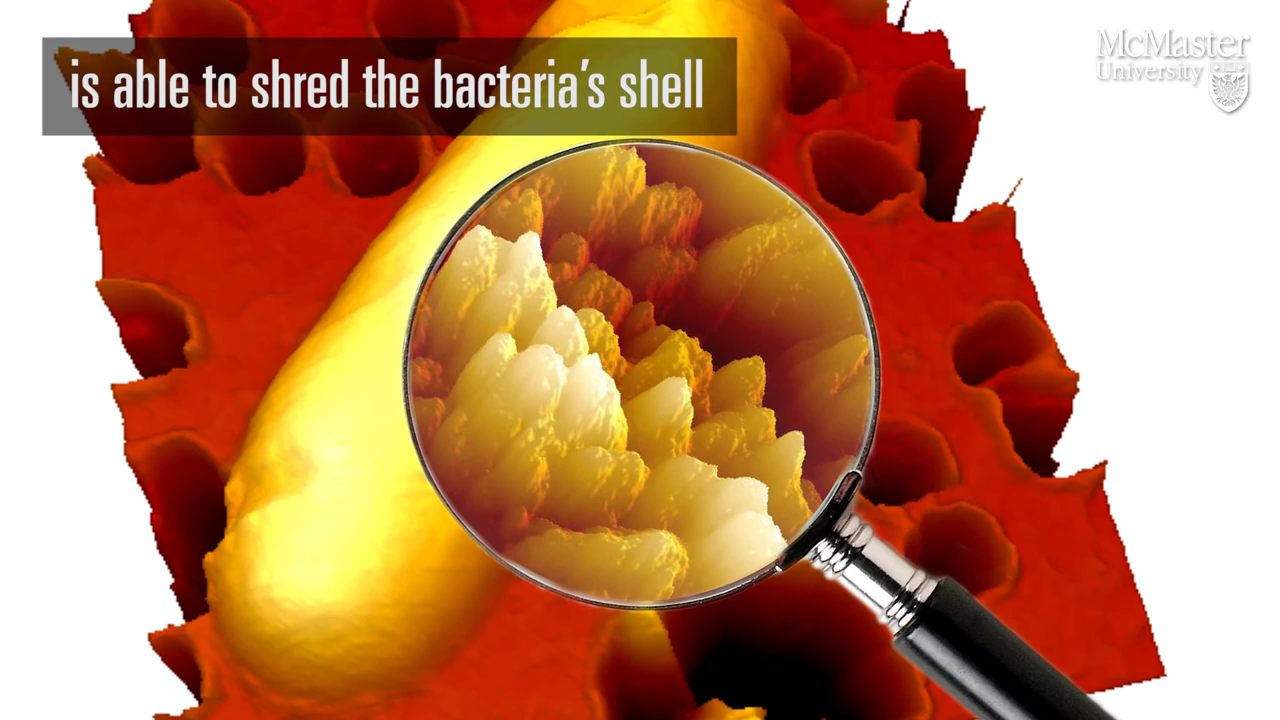 is able to shred the bacteria's shell
McMaster
University